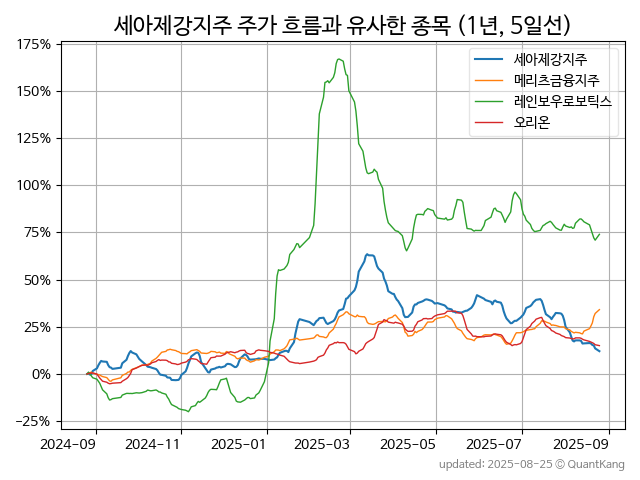 세아제강지주 주가 흐름과 유사한 종목 (1년, 5일선)
175%
150%
125%
100%
75%
50%
25%
0%
−25%
세아제강지주
메리츠금융지주
레인보우로보틱스
오리온
2024-09 2024-11 2025-01 2025-03 2025-05 2025-07 2025-09
updated: 2025-08-25 © QuantKang